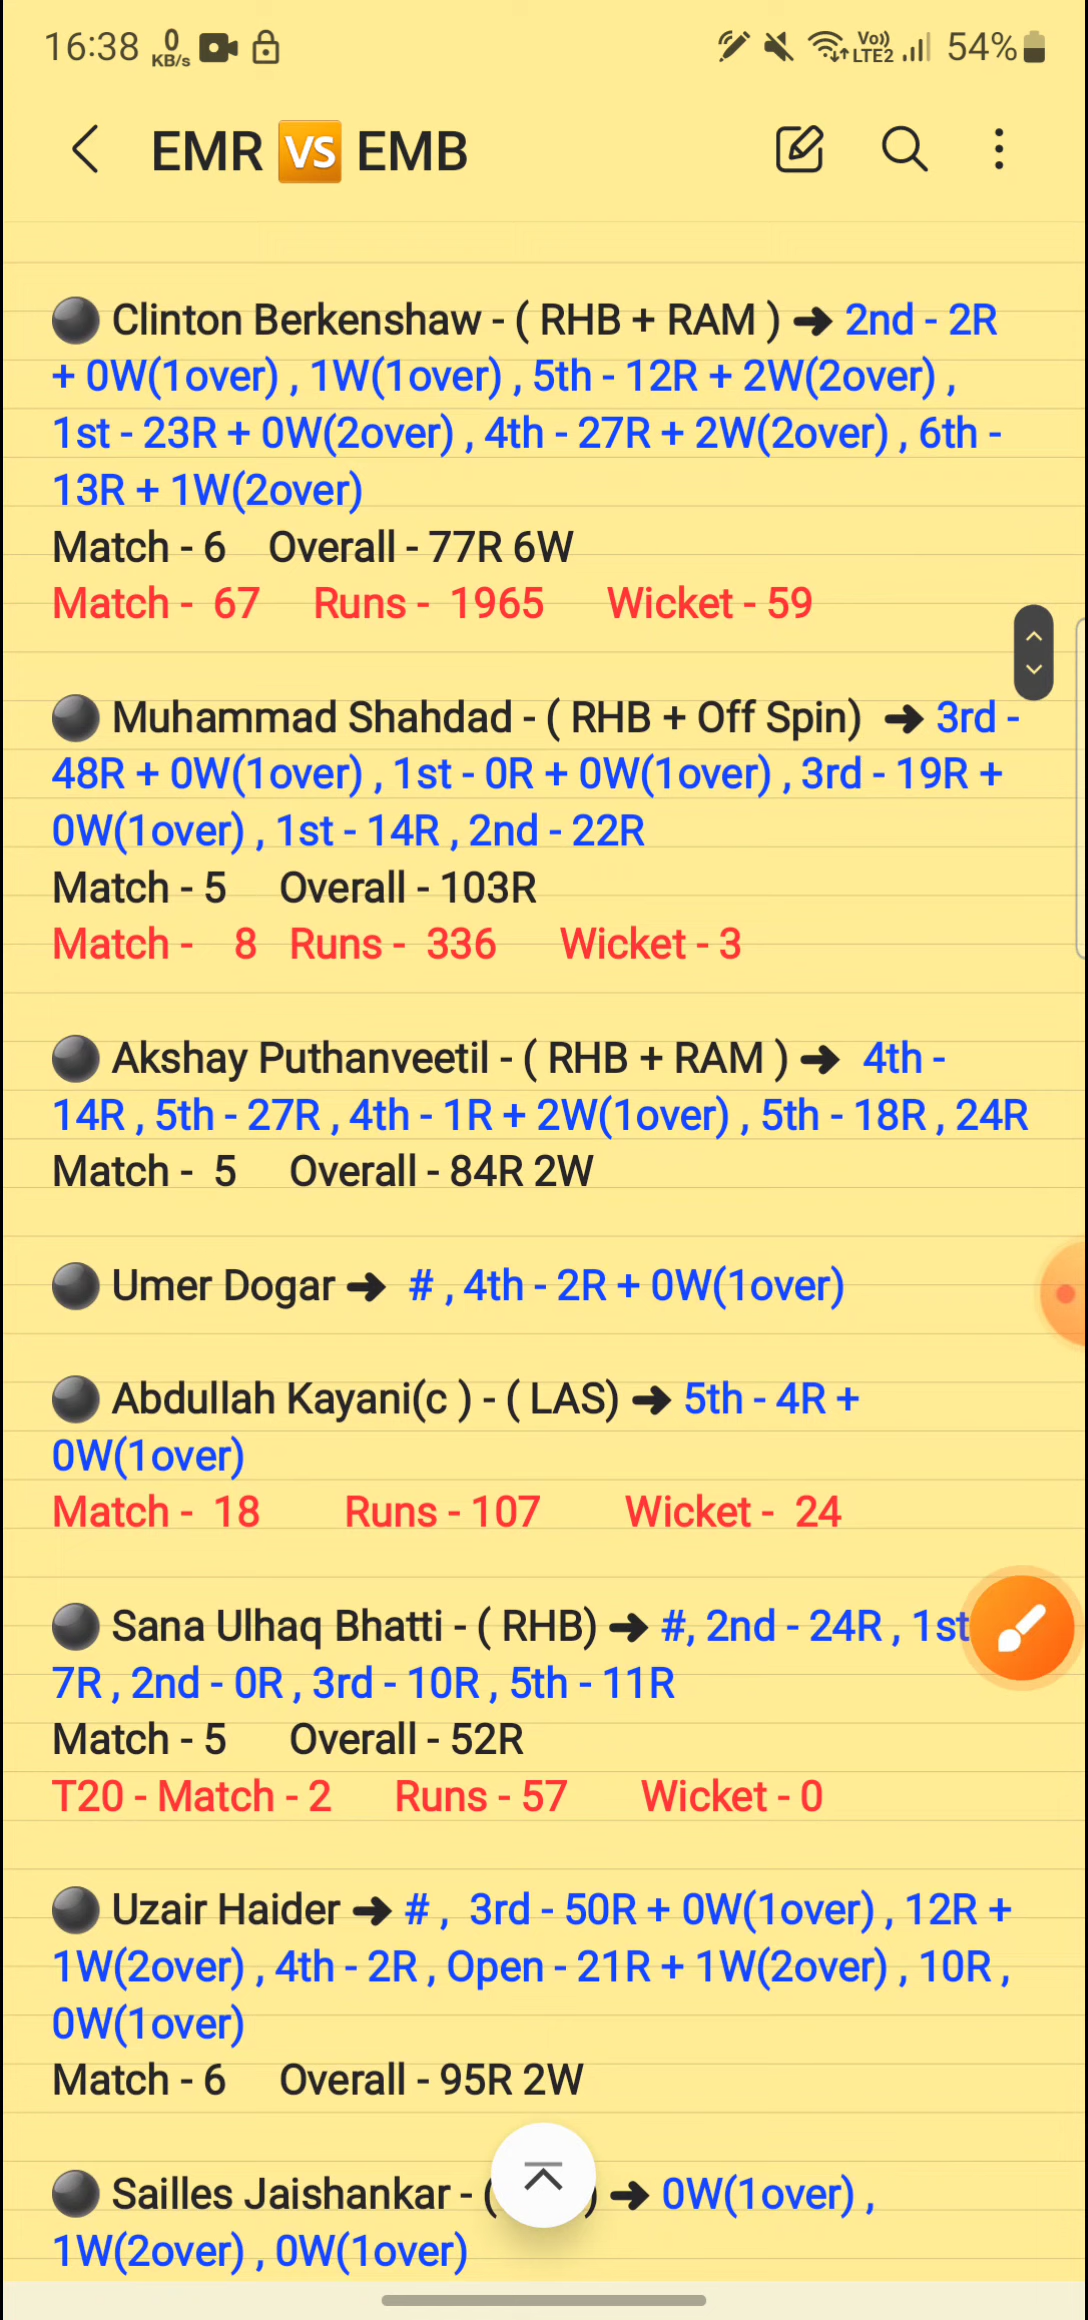 16:38 0 KB/s Vo)) LTE2 54%
EMR VS EMB
Clinton Berkenshaw - ( RHB + RAM ) ➔ 2nd - 2R
+ 0W(1over) , 1W(1over) , 5th - 12R + 2W(2over) ,
1st - 23R + 0W(2over) , 4th - 27R + 2W(2over) , 6th -
13R + 1W(2over)
Match - 6 Overall - 77R 6W
Match - 67 Runs - 1965 Wicket - 59
Muhammad Shahdad - ( RHB + Off Spin) ➔ 3rd -
48R + 0W(1over) , 1st - 0R + 0W(1over) , 3rd - 19R +
0W(1over) , 1st - 14R , 2nd - 22R
Match - 5 Overall - 103R
Match - 8 Runs - 336 Wicket - 3
Akshay Puthanveetil - ( RHB + RAM ) ➔ 4th -
14R , 5th - 27R , 4th - 1R + 2W(1over) , 5th - 18R , 24R
Match - 5 Overall - 84R 2W
Umer Dogar ➔ # , 4th - 2R + 0W(1over)
Abdullah Kayani(c ) - ( LAS) ➔ 5th - 4R +
0W(1over)
Match - 18 Runs - 107 Wicket - 24
Sana Ulhaq Bhatti - ( RHB) ➔ #, 2nd - 24R , 1st
7R , 2nd - 0R , 3rd - 10R , 5th - 11R
Match - 5 Overall - 52R
T20 - Match - 2 Runs - 57 Wicket - 0
Uzair Haider ➔ # , 3rd - 50R + 0W(1over) , 12R +
1W(2over) , 4th - 2R , Open - 21R + 1W(2over) , 10R ,
0W(1over)
Match - 6 Overall - 95R 2W
Sailles Jaishankar - ( ) ➔ 0W(1over) ,
1W(2over) , 0W(1over)